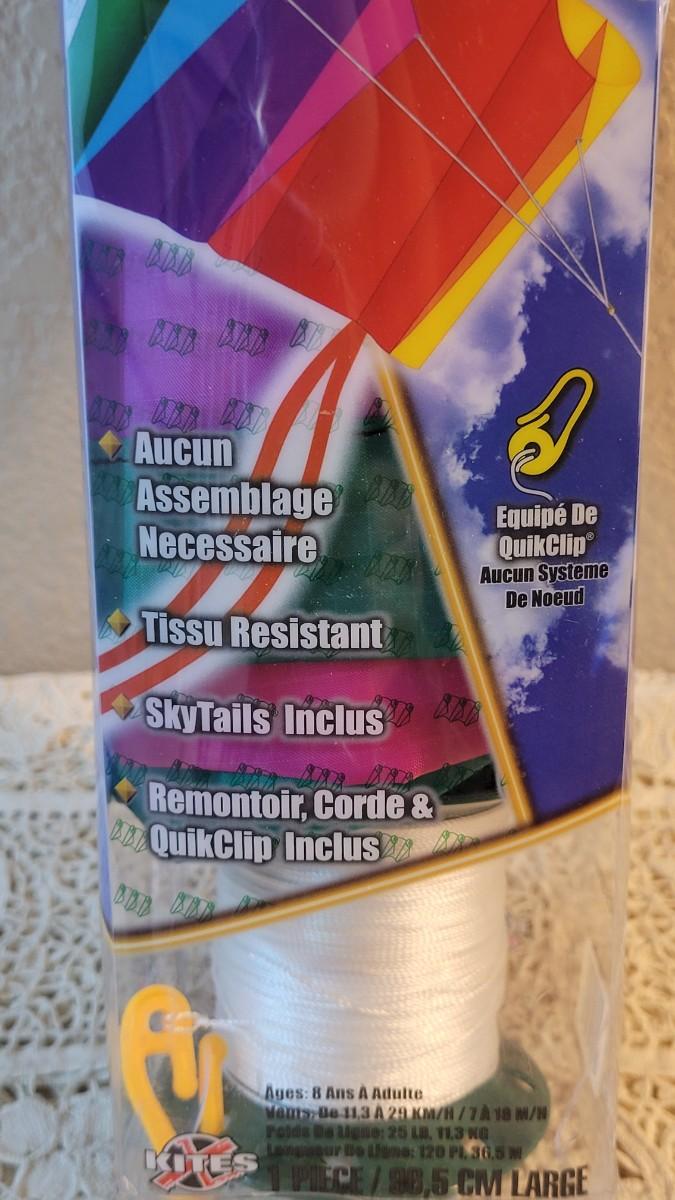 Aucun
Assemblage
Necessaire
Tissu Resistant
SkyTails Inclus
Remontoir, Corde &
QuikClip Inclus
Equipé De
QuikClip®
Aucun Systeme
De Noeud
Ages: 8 Ans À Adulte
Vents: De 11,3 À 29 KM/H / 7 À 18 M/H
Poids De Ligne: 25 LB, 11,3 KG
Longueur De Ligne: 120 PI, 36,5 M
1 PIECE / 96,5 CM LARGE
X KITES